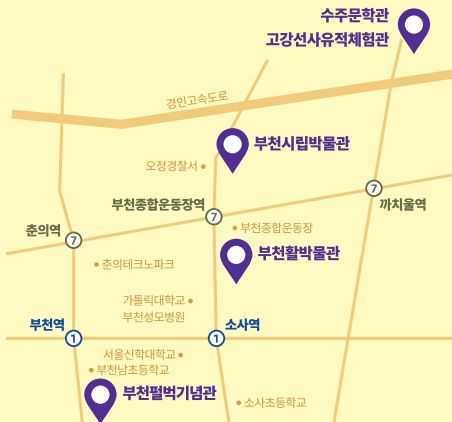 수주문학관
고강선사유적체험관
경인고속도로
부천시립박물관
오정경찰서
부천종합운동장역
7
7
까치울역
춘의역
7
부천종합운동장
부천활박물관
춘의테크노파크
가톨릭대학교
부천성모병원
부천역
1
소사역
1
서울신학대학교
부천남초등학교
부천펄벅기념관
소사초등학교